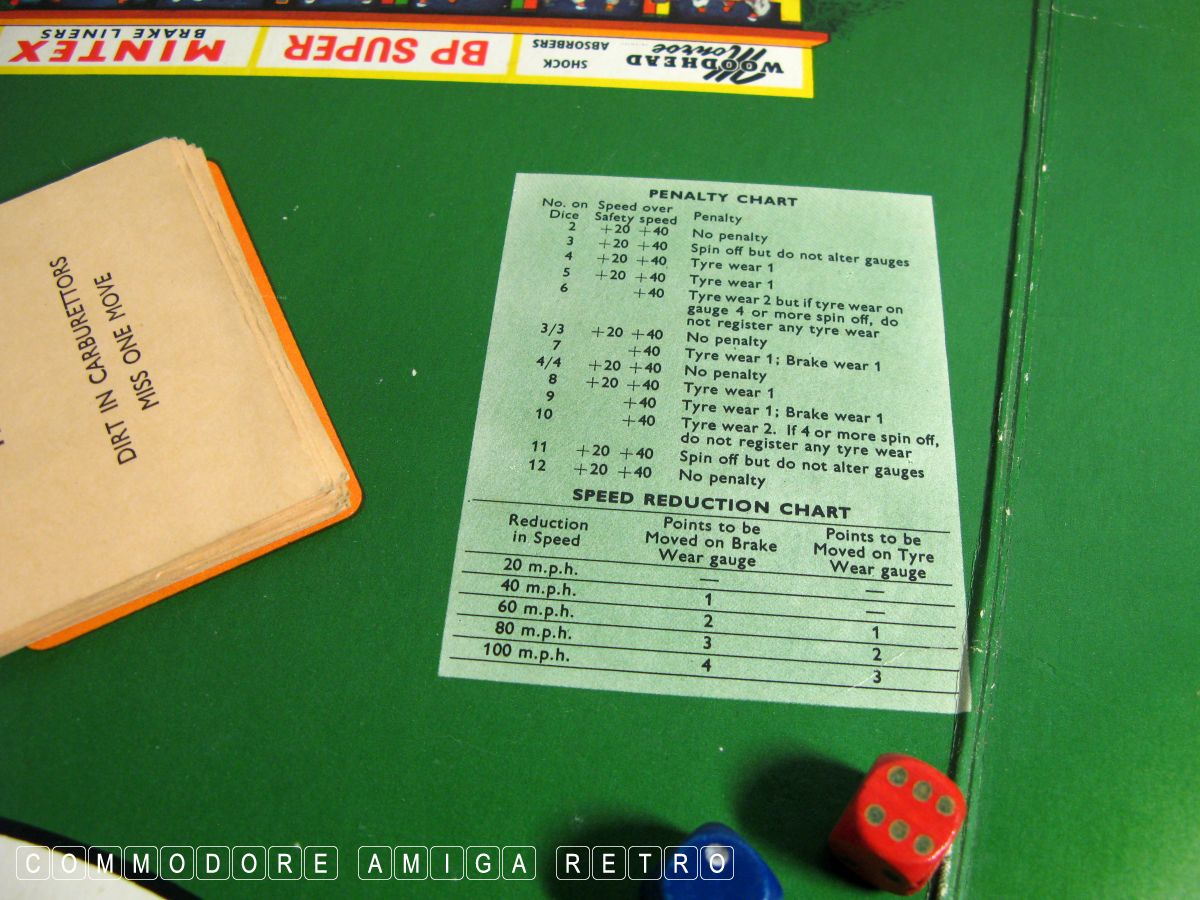 WOODHEAD
Monroe
SHOCK
ABSORBERS
BP SUPER
MINTEX
BRAKE LINERS
DIRT IN CARBURETTORS
MISS ONE MOVE
PENALTY CHART
No. on Dice Speed over Safety speed Penalty
2 +20 +40 No penalty
3 +20 +40 Spin off but do not alter gauges
4 +20 +40 Tyre wear 1
5 +20 +40 Tyre wear 1
6 +40 Tyre wear 2 but if tyre wear on
gauge 4 or more spin off, do
not register any tyre wear
3/3 +20 +40 No penalty
7 +40 Tyre wear 1; Brake wear 1
4/4 +20 +40 No penalty
8 +20 +40 Tyre wear 1
9 +40 Tyre wear 1; Brake wear 1
10 +40 Tyre wear 2. If 4 or more spin off,
do not register any tyre wear
11 +20 +40 Spin off but do not alter gauges
12 +20 +40 No penalty
SPEED REDUCTION CHART
Reduction Points to be Points to be
in Speed Moved on Brake Moved on Tyre
Wear gauge Wear gauge
20 m.p.h. — —
40 m.p.h. 1 —
60 m.p.h. 2 1
80 m.p.h. 3 2
100 m.p.h. 4 3
COMMODORE AMIGA RETRO